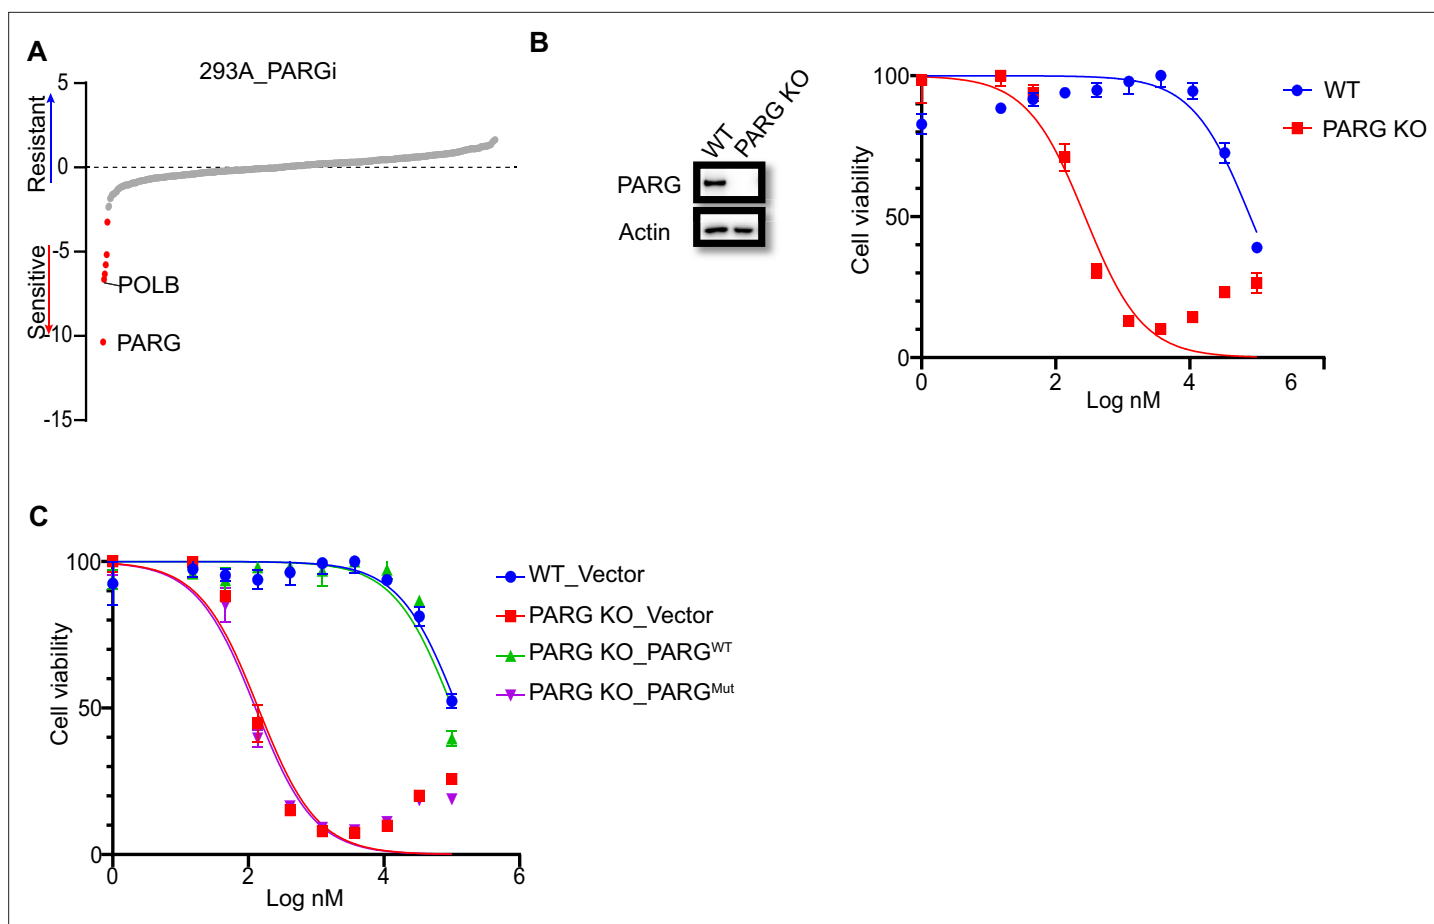 A
293A_PARGi
5
0
-5
-10
-15
Resistant
Sensitive
POLB
PARG
B
WT
PARG KO
PARG
Actin
100
50
0
Cell viability
0
2
4
6
Log nM
WT
PARG KO
C
100
50
0
Cell viability
0
2
4
6
Log nM
WT_Vector
PARG KO_Vector
PARG KO_PARGWT
PARG KO_PARGMut